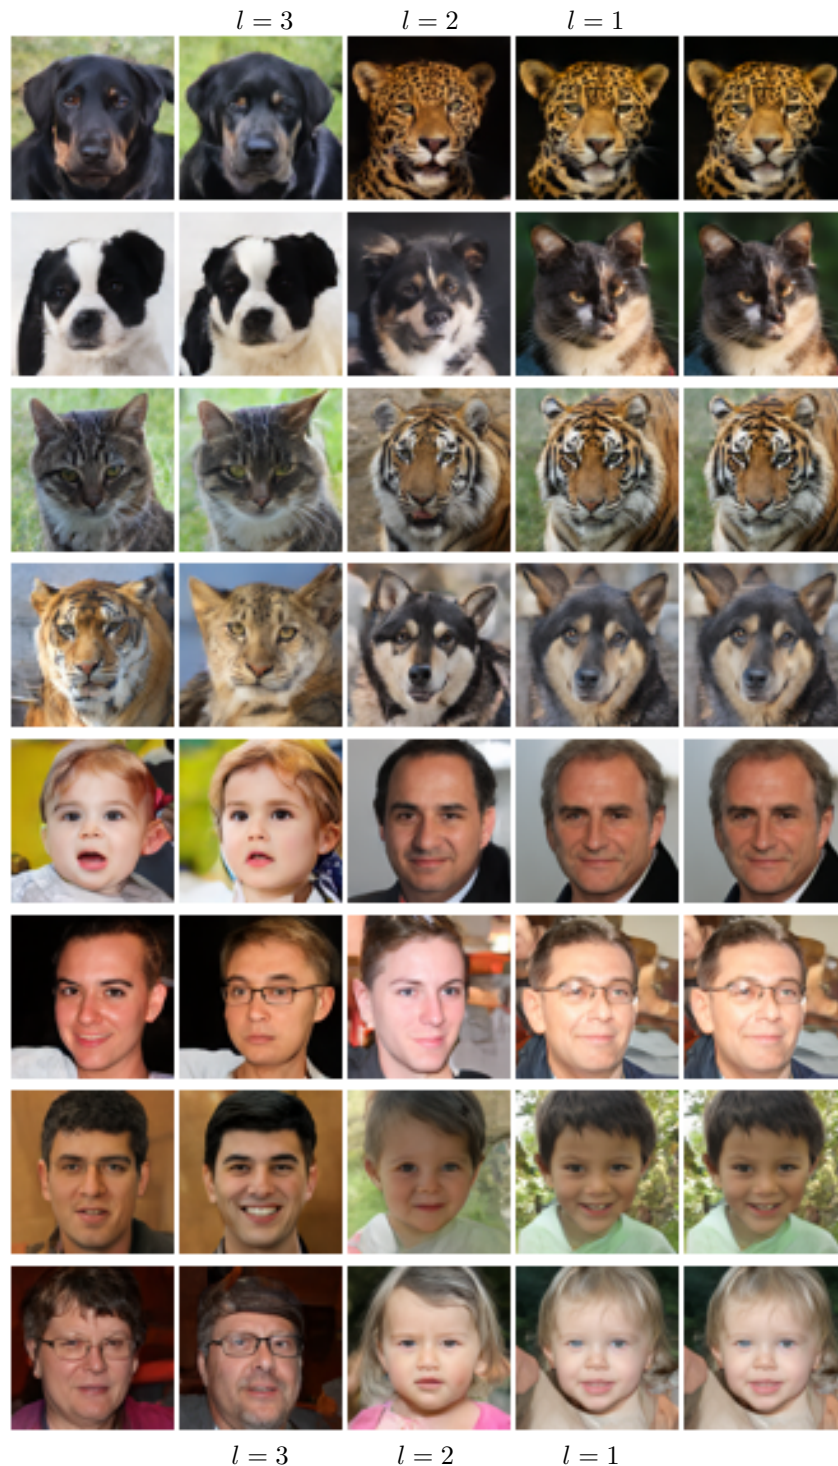 l = 3 l = 2 l = 1
l = 3 l = 2 l = 1